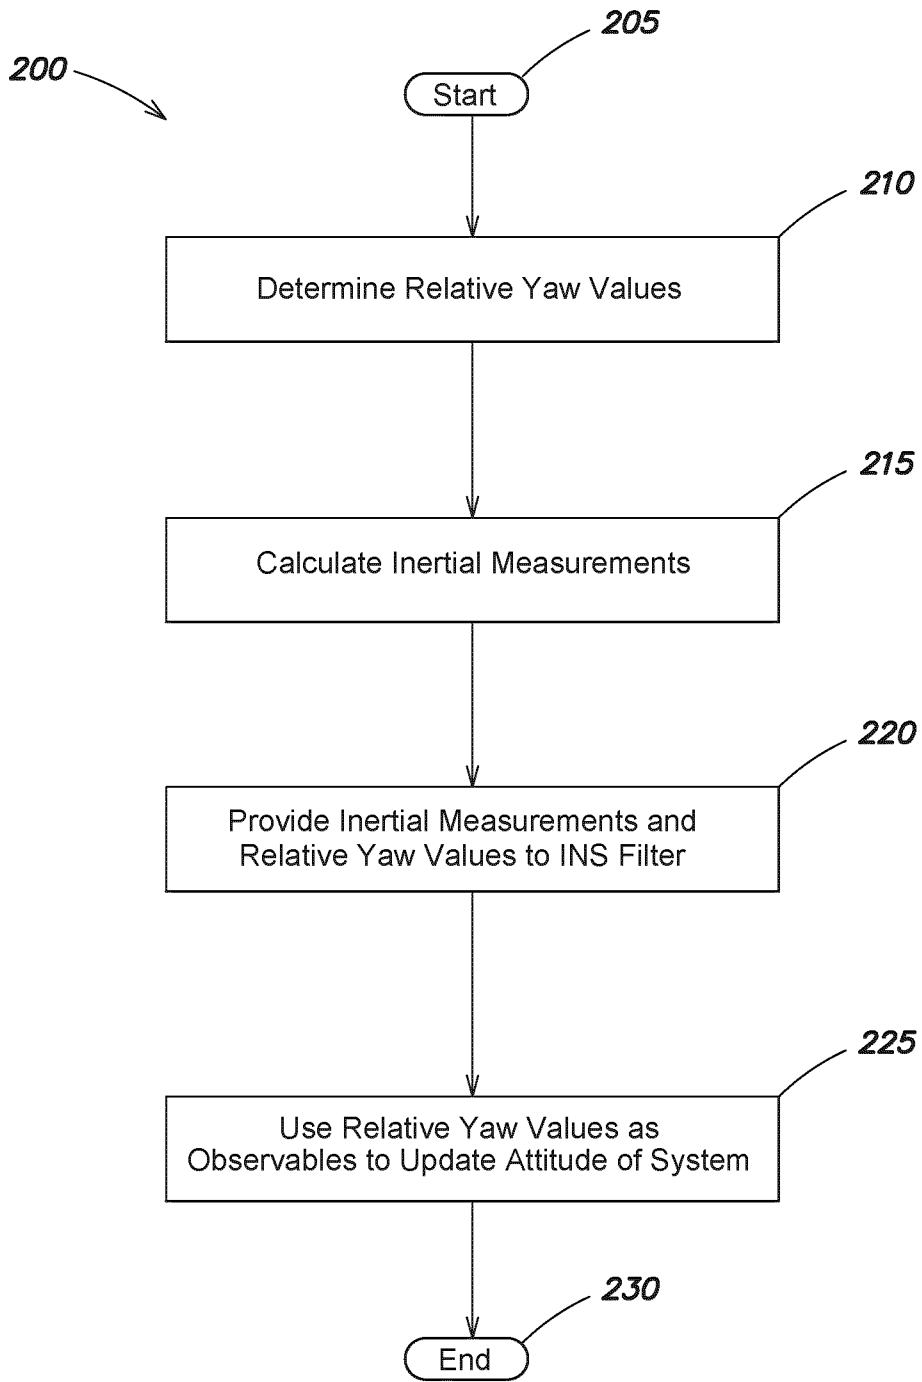 200
205
Start
210
Determine Relative Yaw Values
215
Calculate Inertial Measurements
220
Provide Inertial Measurements and
Relative Yaw Values to INS Filter
225
Use Relative Yaw Values as
Observables to Update Attitude of System
230
End